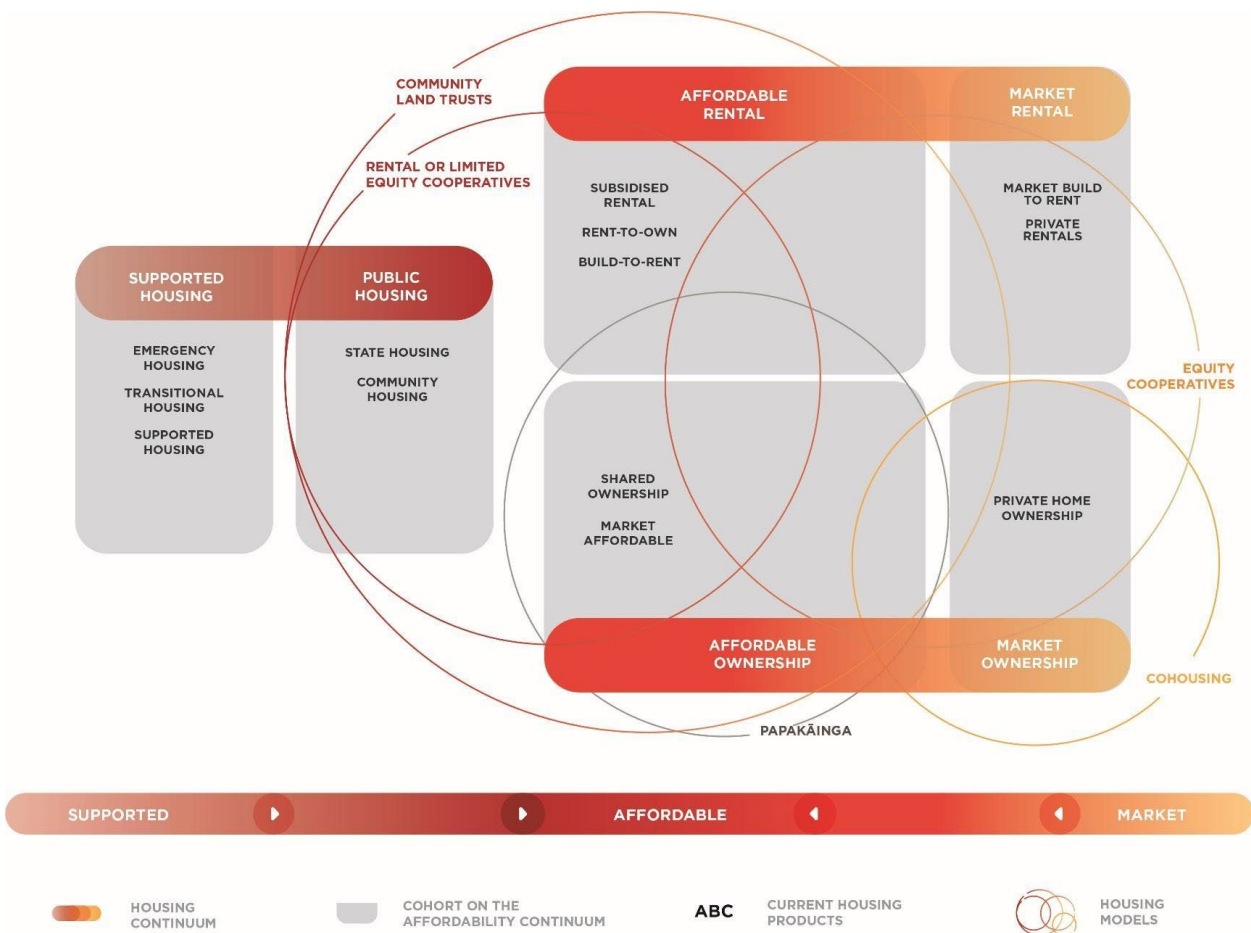 COMMUNITY
LAND TRUSTS
RENTAL OR LIMITED
EQUITY COOPERATIVES
AFFORDABLE
RENTAL
MARKET
RENTAL
SUBSIDISED
RENTAL
RENT-TO-OWN
BUILD-TO-RENT
MARKET BUILD
TO RENT
PRIVATE
RENTALS
SUPPORTED
HOUSING
PUBLIC
HOUSING
EMERGENCY
HOUSING
TRANSITIONAL
HOUSING
SUPPORTED
HOUSING
STATE HOUSING
COMMUNITY
HOUSING
EQUITY
COOPERATIVES
SHARED
OWNERSHIP
MARKET
AFFORDABLE
PRIVATE HOME
OWNERSHIP
AFFORDABLE
OWNERSHIP
MARKET
OWNERSHIP
COHOUSING
PAPAKĀINGA
SUPPORTED
AFFORDABLE
MARKET
HOUSING
CONTINUUM
COHORT ON THE
AFFORDABILITY CONTINUUM
ABC
CURRENT HOUSING
PRODUCTS
HOUSING
MODELS